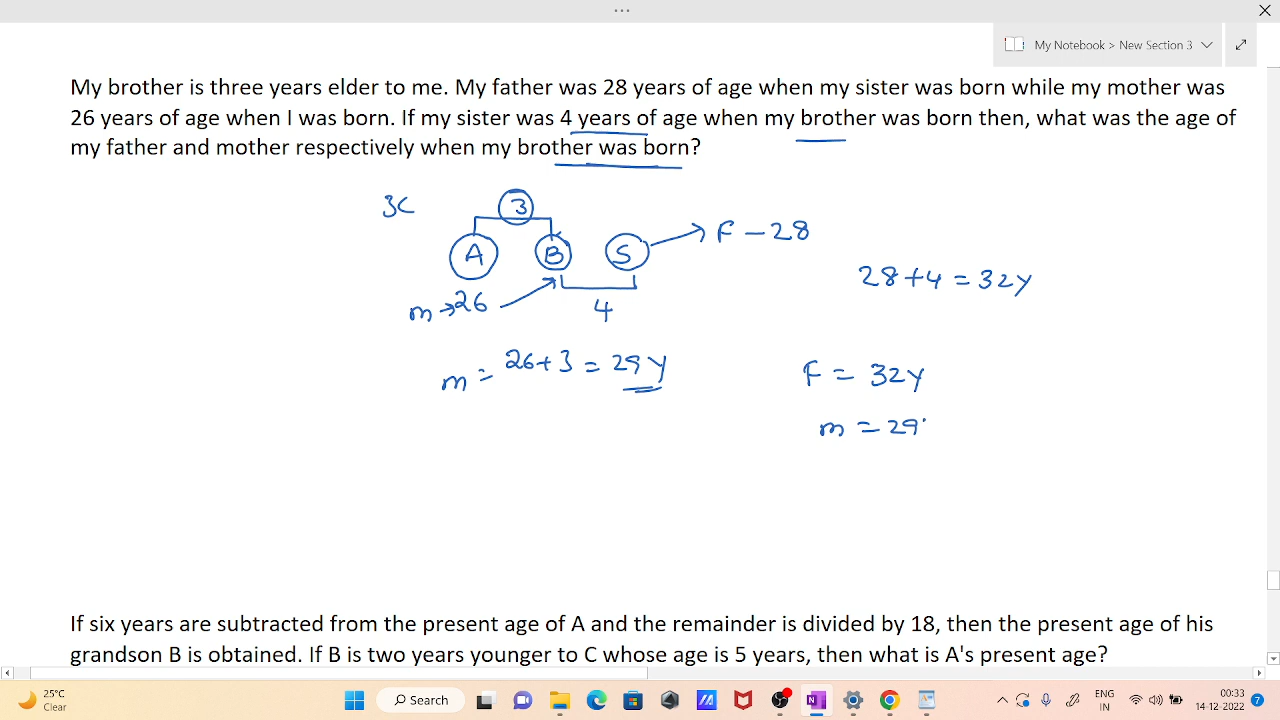 My Notebook > New Section 3
My brother is three years elder to me. My father was 28 years of age when my sister was born while my mother was
26 years of age when I was born. If my sister was 4 years of age when my brother was born then, what was the age of
my father and mother respectively when my brother was born?
3
A B S F - 28
28+4 = 32Y
m → 26
4
m = 26+3 = 29Y
F = 32Y
m = 29
If six years are subtracted from the present age of A and the remainder is divided by 18, then the present age of his
grandson B is obtained. If B is two years younger to C whose age is 5 years, then what is A's present age?
25°C
Clear
Search
ENG
IN
00:33
14-12-2022
7